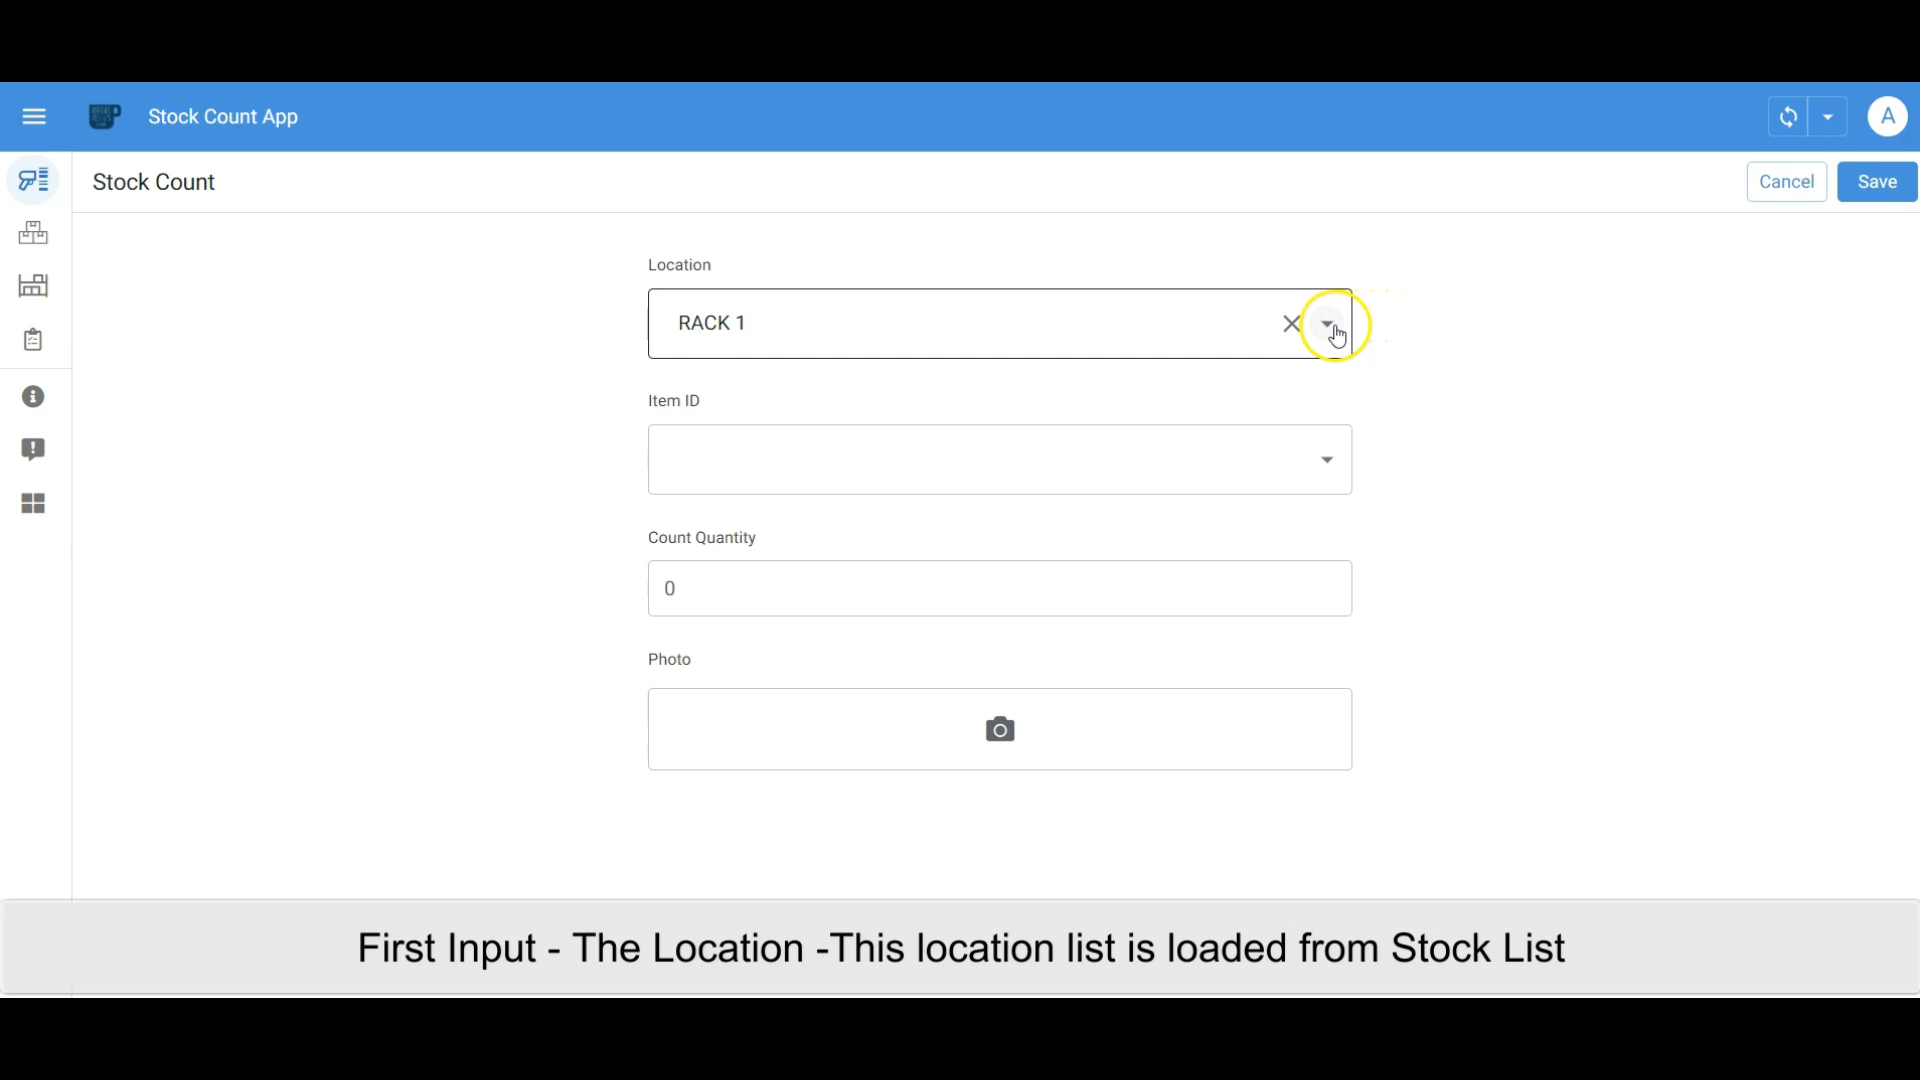 Stock Count App
A
Stock Count
Cancel
Save
Location
RACK 1
Item ID
Count Quantity
0
Photo
First Input - The Location -This location list is loaded from Stock List